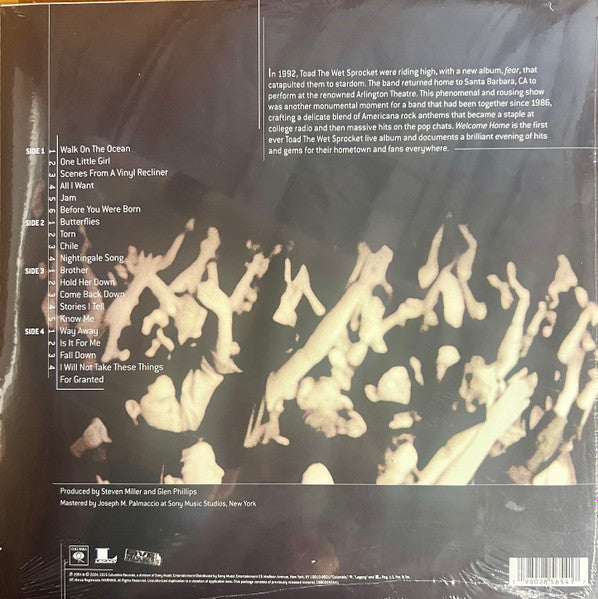 In 1992, Toad The Wet Sprocket were riding high, with a new album, fear, that
catapulted them to stardom. The band returned home to Santa Barbara, CA to
perform at the renowned Arlington Theatre. This phenomenal and rousing show
was another monumental moment for a band that had been together since 1986,
crafting a delicate blend of Americana rock anthems that became a staple at
college radio and then massive hits on the pop chats. Welcome Home is the first
ever Toad The Wet Sprocket live album and documents a brilliant evening of hits
and gems for their hometown and fans everywhere.
SIDE 1 1 Walk On The Ocean
2 One Little Girl
3 Scenes From A Vinyl Recliner
4 All I Want
5 Jam
6 Before You Were Born
SIDE 2 1 Butterflies
2 Torn
3 Chile
4 Nightingale Song
SIDE 3 1 Brother
2 Hold Her Down
3 Come Back Down
4 Stories I Tell
5 Know Me
SIDE 4 1 Way Away
2 Is It For Me
3 Fall Down
4 I Will Not Take These Things
For Granted
Produced by Steven Miller and Glen Phillips
Mastered by Joseph M. Palmaccio at Sony Music Studios, New York
COLUMBIA
LEGACY